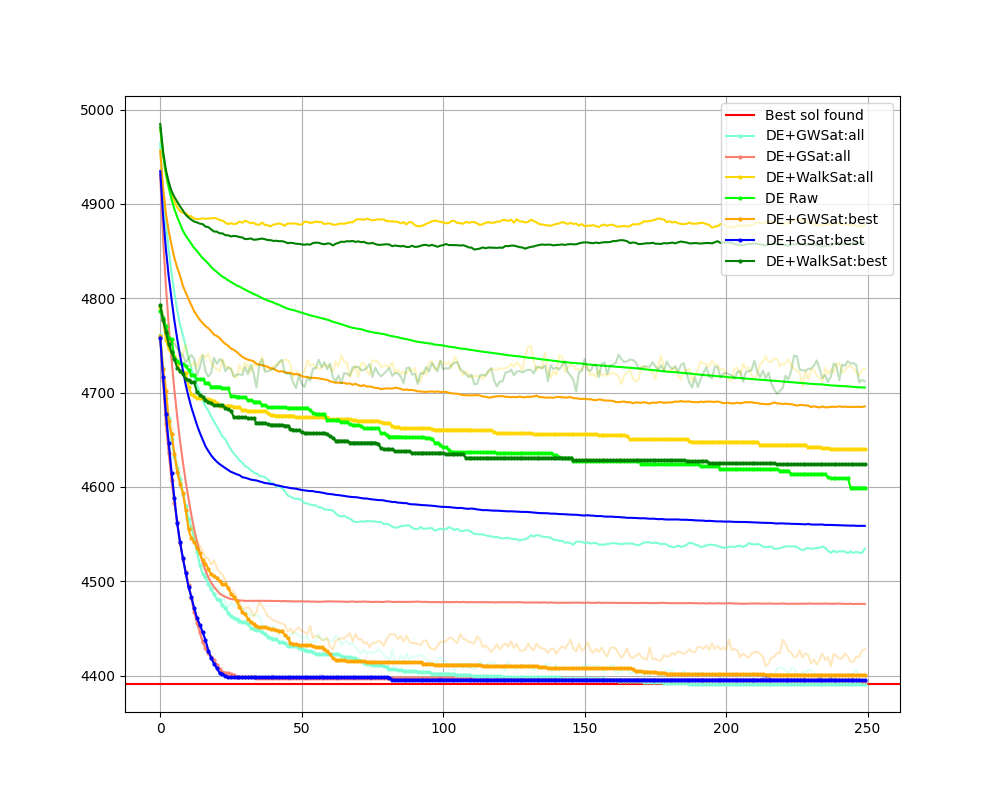 5000
4900
4800
4700
4600
4500
4400
0
50
100
150
200
250
Best sol found
DE+GWSat:all
DE+GSat:all
DE+WalkSat:all
DE Raw
DE+GWSat:best
DE+GSat:best
DE+WalkSat:best